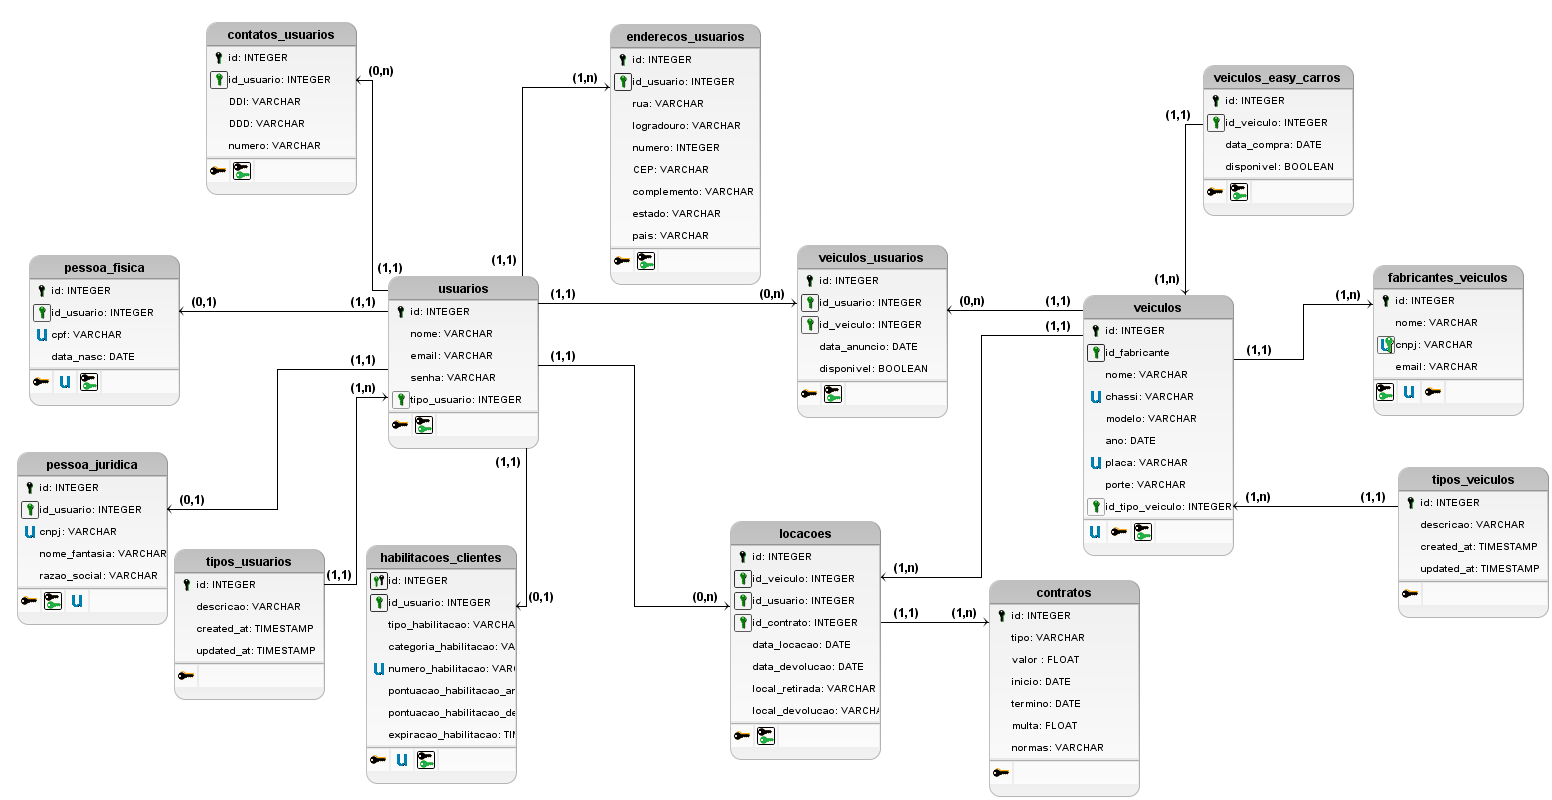 contatos_usuarios
id: INTEGER
id_usuario: INTEGER
DDI: VARCHAR
DDD: VARCHAR
numero: VARCHAR
(0,n)
(1,1)
enderecos_usuarios
id: INTEGER
id_usuario: INTEGER
rua: VARCHAR
logradouro: VARCHAR
numero: INTEGER
CEP: VARCHAR
complemento: VARCHAR
estado: VARCHAR
pais: VARCHAR
(1,n)
(1,1)
veiculos_easy_carros
id: INTEGER
id_veiculo: INTEGER
data_compra: DATE
disponivel: BOOLEAN
(1,1)
(1,n)
pessoa_fisica
id: INTEGER
id_usuario: INTEGER
u cpf: VARCHAR
data_nasc: DATE
u
(0,1)
(1,1)
usuarios
id: INTEGER
nome: VARCHAR
email: VARCHAR
senha: VARCHAR
tipo_usuario: INTEGER
(1,1)
(0,n)
veiculos_usuarios
id: INTEGER
id_usuario: INTEGER
id_veiculo: INTEGER
data_anuncio: DATE
disponivel: BOOLEAN
(0,n)
(1,1)
veiculos
id: INTEGER
id_fabricante
nome: VARCHAR
u chassi: VARCHAR
modelo: VARCHAR
ano: DATE
u placa: VARCHAR
porte: VARCHAR
id_tipo_veiculo: INTEGER
u
(1,1)
(1,n)
fabricantes_veiculos
id: INTEGER
nome: VARCHAR
u cnpj: VARCHAR
email: VARCHAR
u
(1,1)
(1,n)
pessoa_juridica
id: INTEGER
id_usuario: INTEGER
u cnpj: VARCHAR
nome_fantasia: VARCHAR
razao_social: VARCHAR
u
(0,1)
(1,1)
tipos_usuarios
id: INTEGER
descricao: VARCHAR
created_at: TIMESTAMP
updated_at: TIMESTAMP
(1,1)
(1,n)
habilitacoes_clientes
id: INTEGER
id_usuario: INTEGER
tipo_habilitacao: VARCHA
categoria_habilitacao: VA
u numero_habilitacao: VAR
pontuacao_habilitacao_a
pontuacao_habilitacao_de
expiracao_habilitacao: TI
u
(1,1)
(0,1)
locacoes
id: INTEGER
id_veiculo: INTEGER
id_usuario: INTEGER
id_contrato: INTEGER
data_locacao: DATE
data_devolucao: DATE
local_retirada: VARCHAR
local_devolucao: VARCHA
(1,1)
(0,n)
(1,n)
(1,1)
(1,n)
contratos
id: INTEGER
tipo: VARCHAR
valor : FLOAT
inicio: DATE
termino: DATE
multa: FLOAT
normas: VARCHAR
tipos_veiculos
id: INTEGER
descricao: VARCHAR
created_at: TIMESTAMP
updated_at: TIMESTAMP
(1,n)
(1,1)